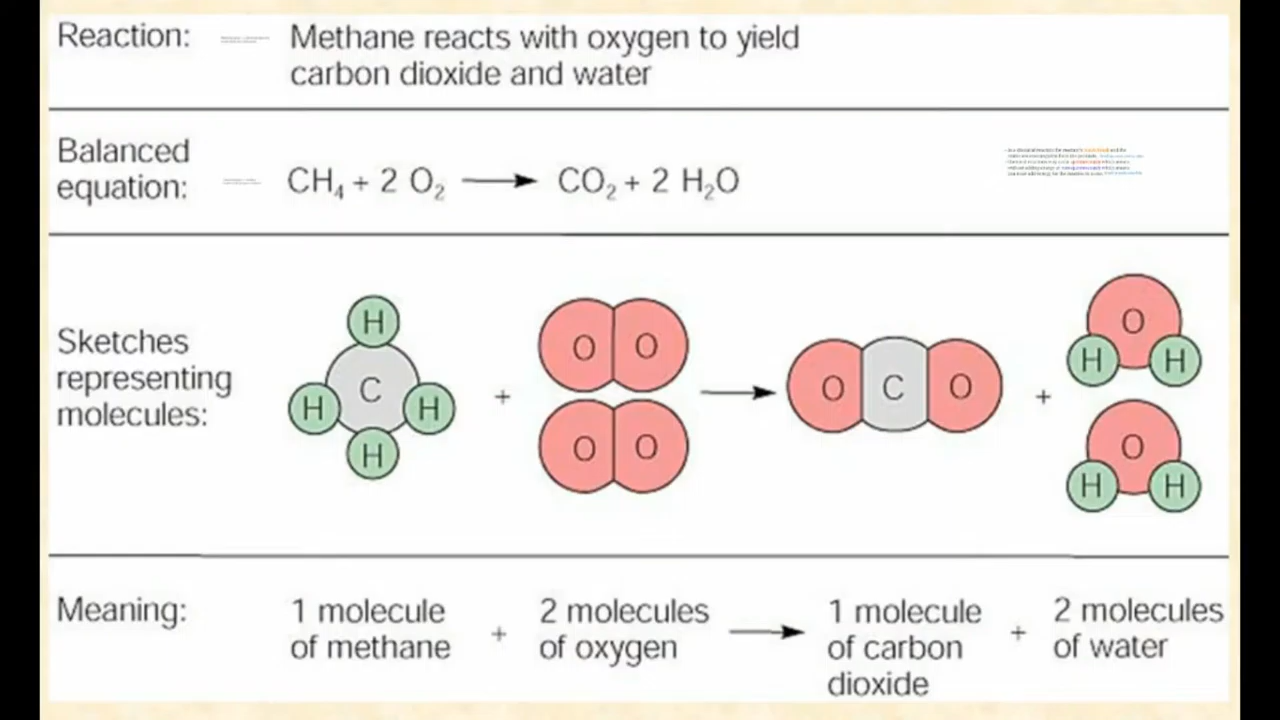 Reaction:
Methane reacts with oxygen to yield
carbon dioxide and water
Balanced
equation:
CH₄ + 2 O₂ → CO₂ + 2 H₂O
Sketches
representing
molecules:
H
C
H H
H
+
O O
O O
→
O C O
+
O
H H
O
H H
Meaning:
1 molecule
of methane
+
2 molecules
of oxygen
→
1 molecule
of carbon
dioxide
+
2 molecules
of water